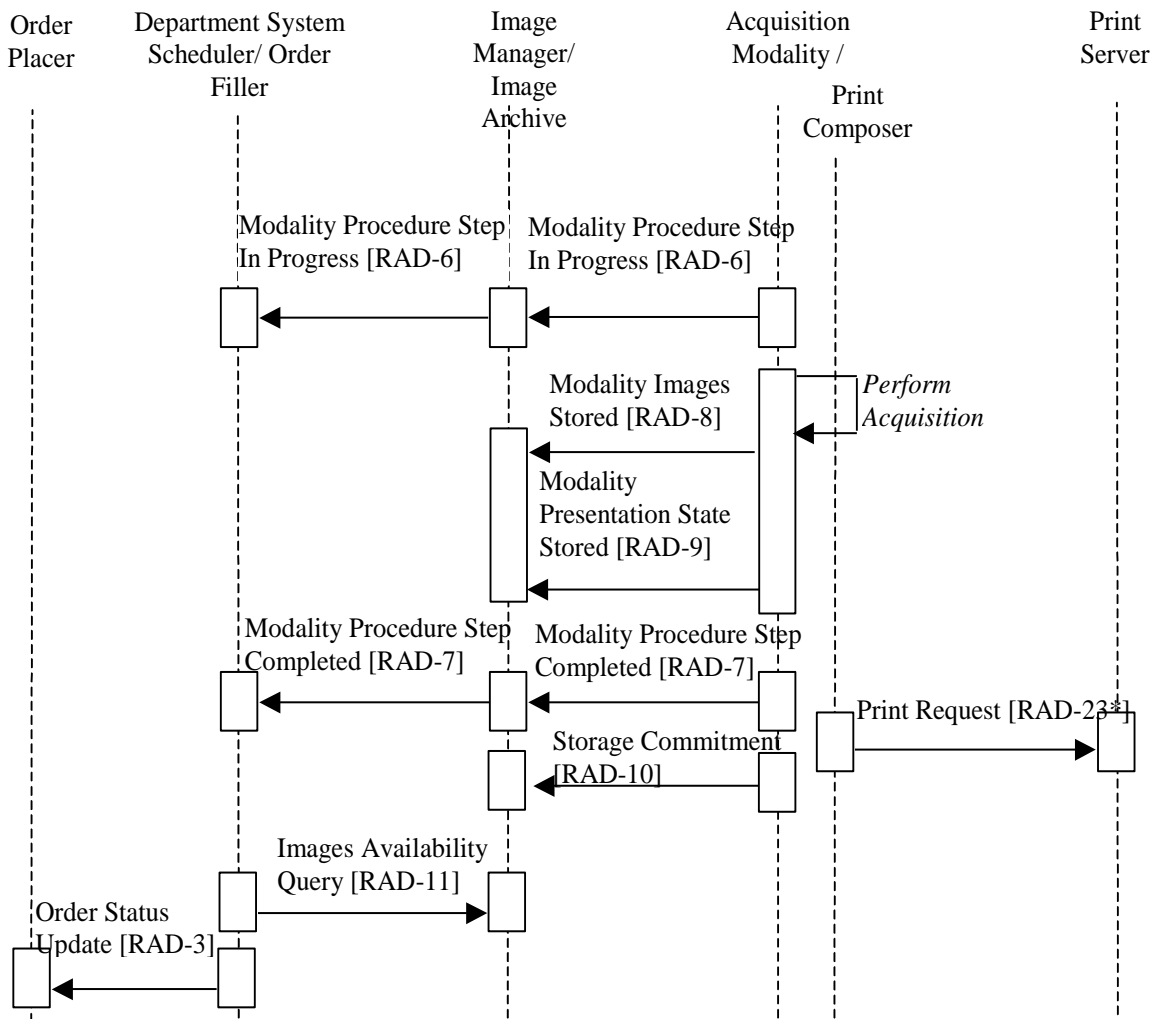 Order
Placer
Department System
Scheduler/ Order
Filler
Image
Manager/
Image
Archive
Acquisition
Modality /
Print
Composer
Print
Server
Modality Procedure Step
In Progress [RAD-6]
Modality Procedure Step
In Progress [RAD-6]
Perform
Acquisition
Modality Images
Stored [RAD-8]
Modality
Presentation State
Stored [RAD-9]
Modality Procedure Step
Completed [RAD-7]
Modality Procedure Step
Completed [RAD-7]
Print Request [RAD-23*]
Storage Commitment
[RAD-10]
Images Availability
Query [RAD-11]
Order Status
Update [RAD-3]